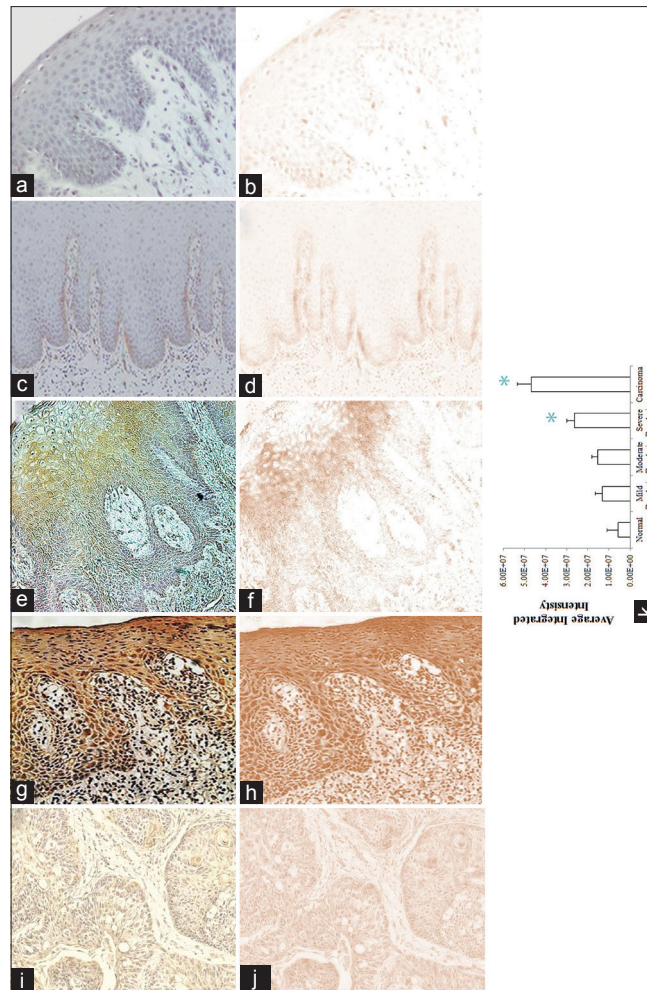 a
b
c
d
e
f
g
h
i
j
k
Average Integrated
Intensisty
6.00E+07
5.00E+07
4.00E+07
3.00E+07
2.00E+07
1.00E+07
0.00E+00
*
*
Normal
Mild
Moderate
Severe
Carcinoma